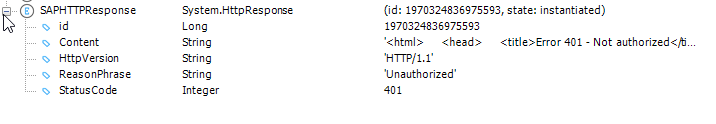 SAPHTTPResponse System.HttpResponse (id: 1970324836975593, state: instantiated)
id Long 1970324836975593
Content String '<html> <head> <title>Error 401 - Not authorized</ti...
HttpVersion String 'HTTP/1.1'
ReasonPhrase String 'Unauthorized'
StatusCode Integer 401